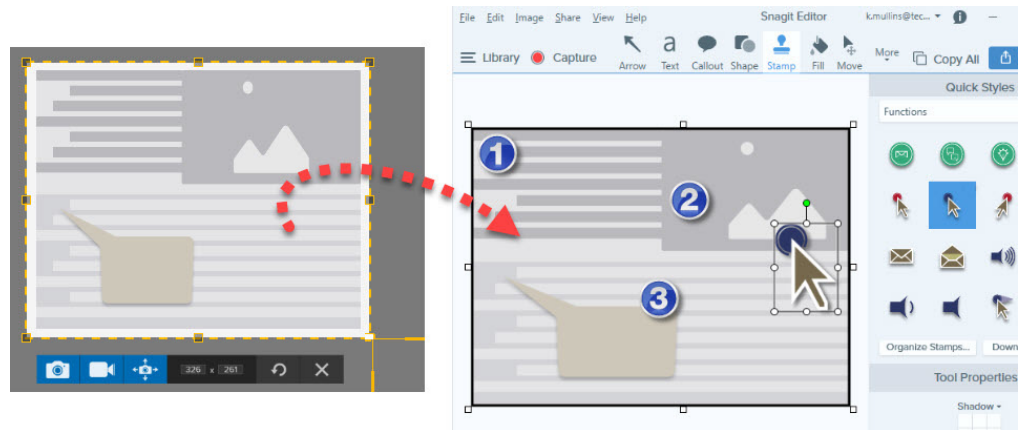 File Edit Image Share View Help Snagit Editor k.mullins@tec...
Library Capture Arrow Text Callout Shape Stamp Fill Move More Copy All
a
Quick Styles
Functions
1
2
3
326 x 261
Organize Stamps... Down
Tool Properties
Shadow